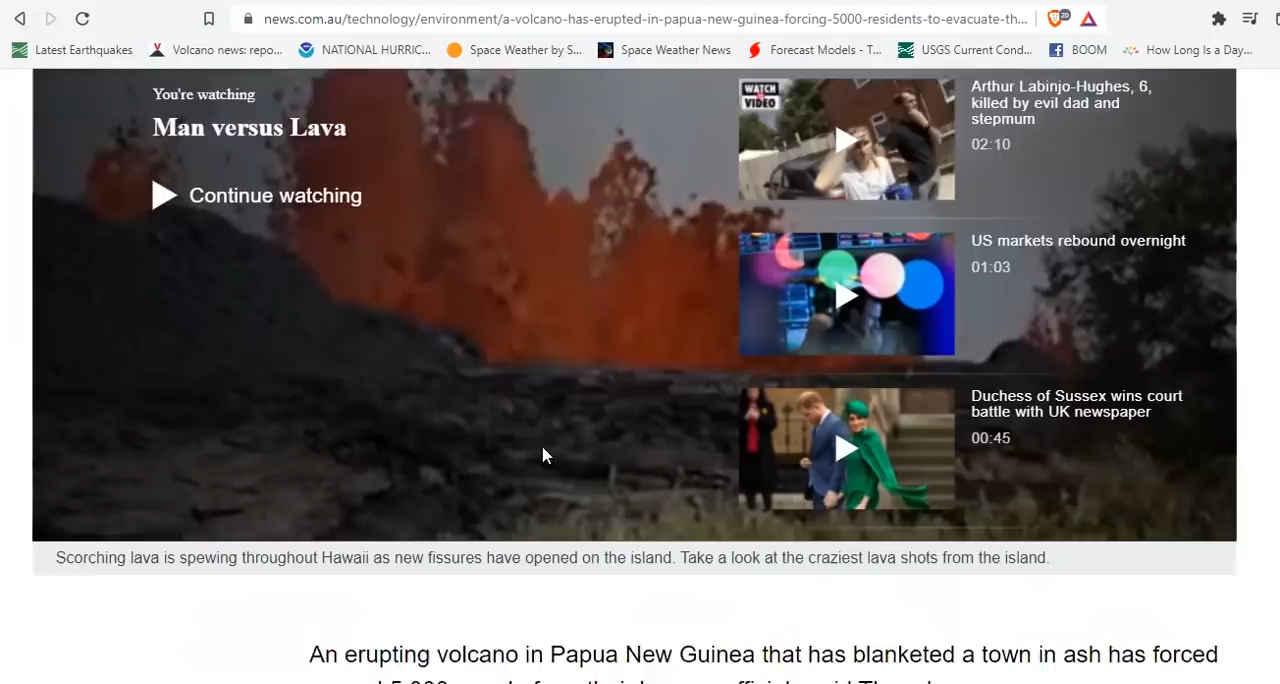 news.com.au/technology/environment/a-volcano-has-erupted-in-papua-new-guinea-forcing-5000-residents-to-evacuate-th...
20
Latest Earthquakes
Volcano news: repo...
NATIONAL HURRIC...
Space Weather by S...
Space Weather News
Forecast Models - T...
USGS Current Cond...
BOOM
How Long Is a Day...
You're watching
Man versus Lava
Continue watching
WATCH
VIDEO
Arthur Labinjo-Hughes, 6,
killed by evil dad and
stepmum
02:10
US markets rebound overnight
01:03
Duchess of Sussex wins court
battle with UK newspaper
00:45
Scorching lava is spewing throughout Hawaii as new fissures have opened on the island. Take a look at the craziest lava shots from the island.
An erupting volcano in Papua New Guinea that has blanketed a town in ash has forced